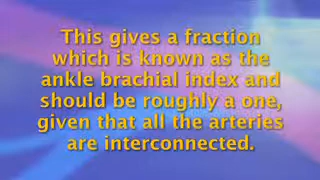 This gives a fraction
which is known as the
ankle brachial index and
should be roughly a one,
given that all the arteries
are interconnected.